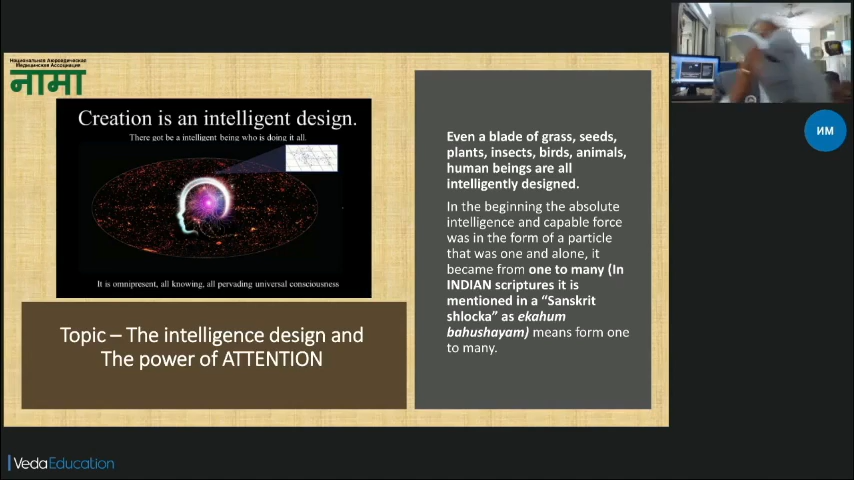 Национальная Аюрведическая
Медицинская Ассоциация
नामा
Creation is an intelligent design.
There got be a intelligent being who is doing it all.
It is omnipresent, all knowing, all pervading universal consciousness
Topic – The intelligence design and
The power of ATTENTION
Even a blade of grass, seeds,
plants, insects, birds, animals,
human beings are all
intelligently designed.
In the beginning the absolute
intelligence and capable force
was in the form of a particle
that was one and alone, it
became from one to many (In
INDIAN scriptures it is
mentioned in a “Sanskrit
shlocka” as ekahum
bahushayam) means form one
to many.
ИМ
VedaEducation